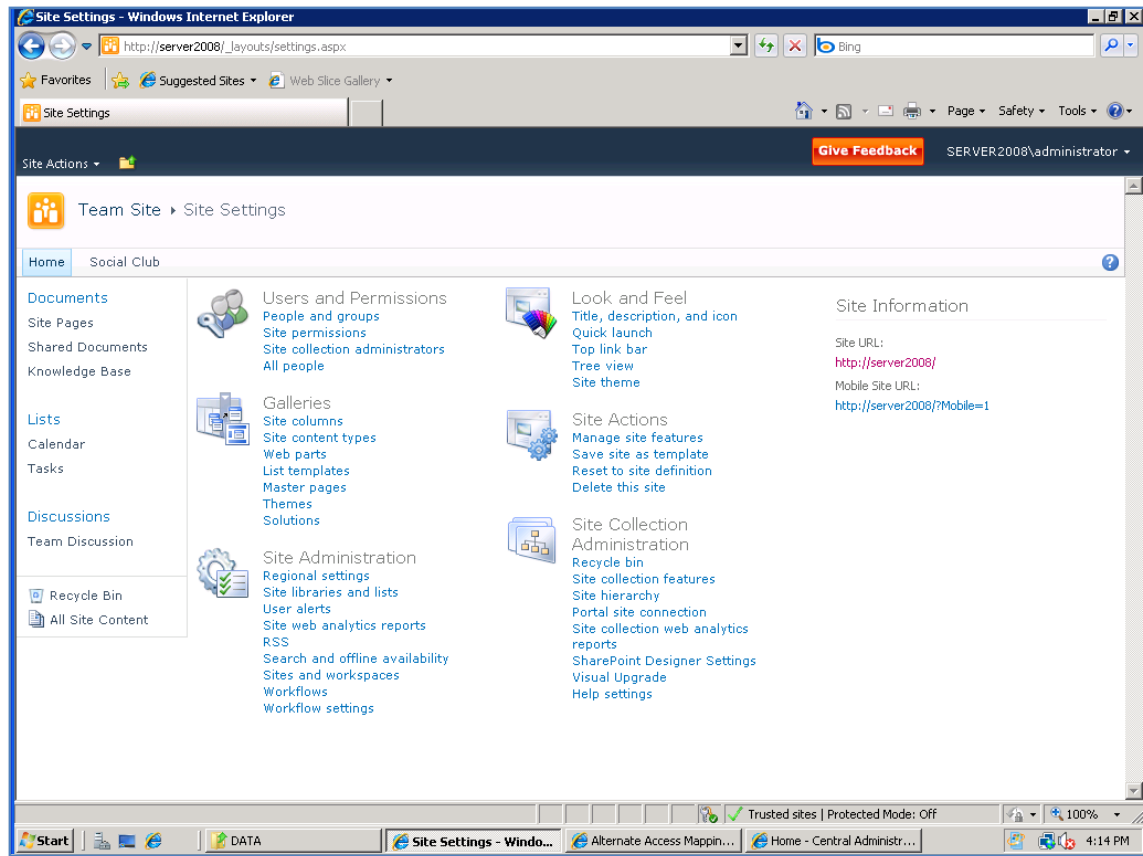 Site Settings - Windows Internet Explorer
http://server2008/_layouts/settings.aspx
Bing
Favorites
Suggested Sites
Web Slice Gallery
Site Settings
Page
Safety
Tools
Site Actions
Give Feedback
SERVER2008\administrator
Team Site
Site Settings
Home
Social Club
Documents
Site Pages
Shared Documents
Knowledge Base
Lists
Calendar
Tasks
Discussions
Team Discussion
Recycle Bin
All Site Content
Users and Permissions
People and groups
Site permissions
Site collection administrators
All people
Galleries
Site columns
Site content types
Web parts
List templates
Master pages
Themes
Solutions
Site Administration
Regional settings
Site libraries and lists
User alerts
Site web analytics reports
RSS
Search and offline availability
Sites and workspaces
Workflows
Workflow settings
Look and Feel
Title, description, and icon
Quick launch
Top link bar
Tree view
Site theme
Site Actions
Manage site features
Save site as template
Reset to site definition
Delete this site
Site Collection
Administration
Recycle bin
Site collection features
Site hierarchy
Portal site connection
Site collection web analytics
reports
SharePoint Designer Settings
Visual Upgrade
Help settings
Site Information
Site URL:
http://server2008/
Mobile Site URL:
http://server2008/?Mobile=1
Trusted sites | Protected Mode: Off
100%
Start
DATA
Site Settings - Windo...
Alternate Access Mappin...
Home - Central Administr...
4:14 PM